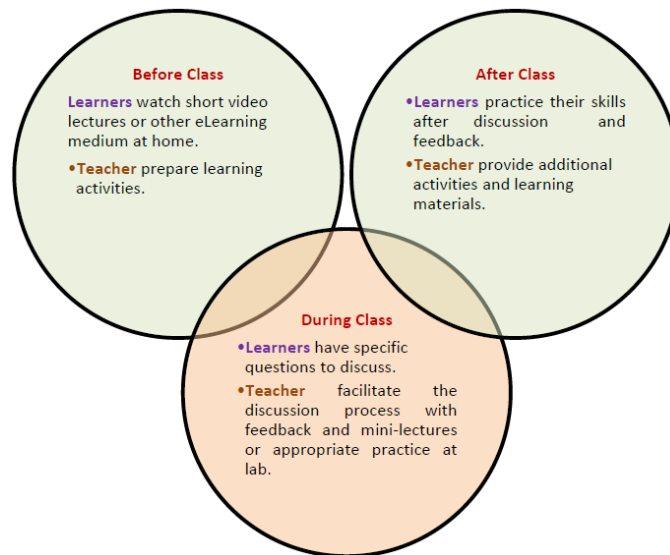 Before Class
Learners watch short video
lectures or other eLearning
medium at home.
•Teacher prepare learning
activities.
After Class
•Learners practice their skills
after discussion and
feedback.
•Teacher provide additional
activities and learning
materials.
During Class
•Learners have specific
questions to discuss.
•Teacher facilitate the
discussion process with
feedback and mini-lectures
or appropriate practice at
lab.